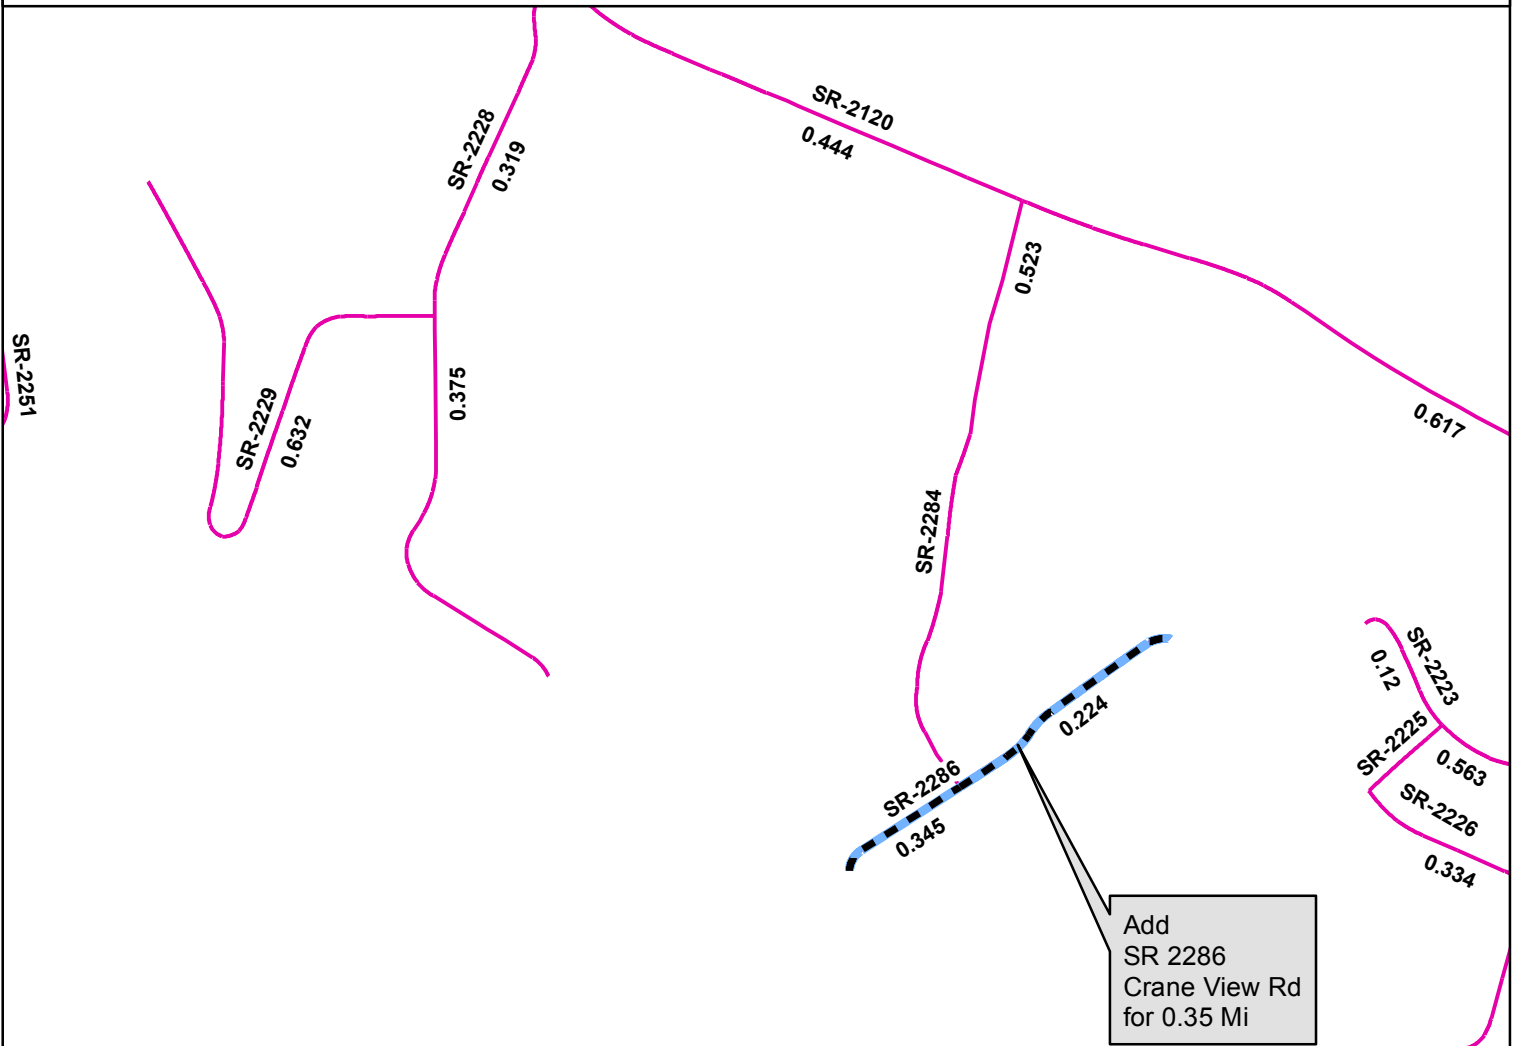 SR-2120
0.444
SR-2228
0.319
0.523
SR-2251
0.375
SR-2229
0.632
0.617
SR-2284
SR-2223
0.12
0.224
SR-2225
0.563
SR-2286
0.345
SR-2226
0.334
Add
SR 2286
Crane View Rd
for 0.35 Mi